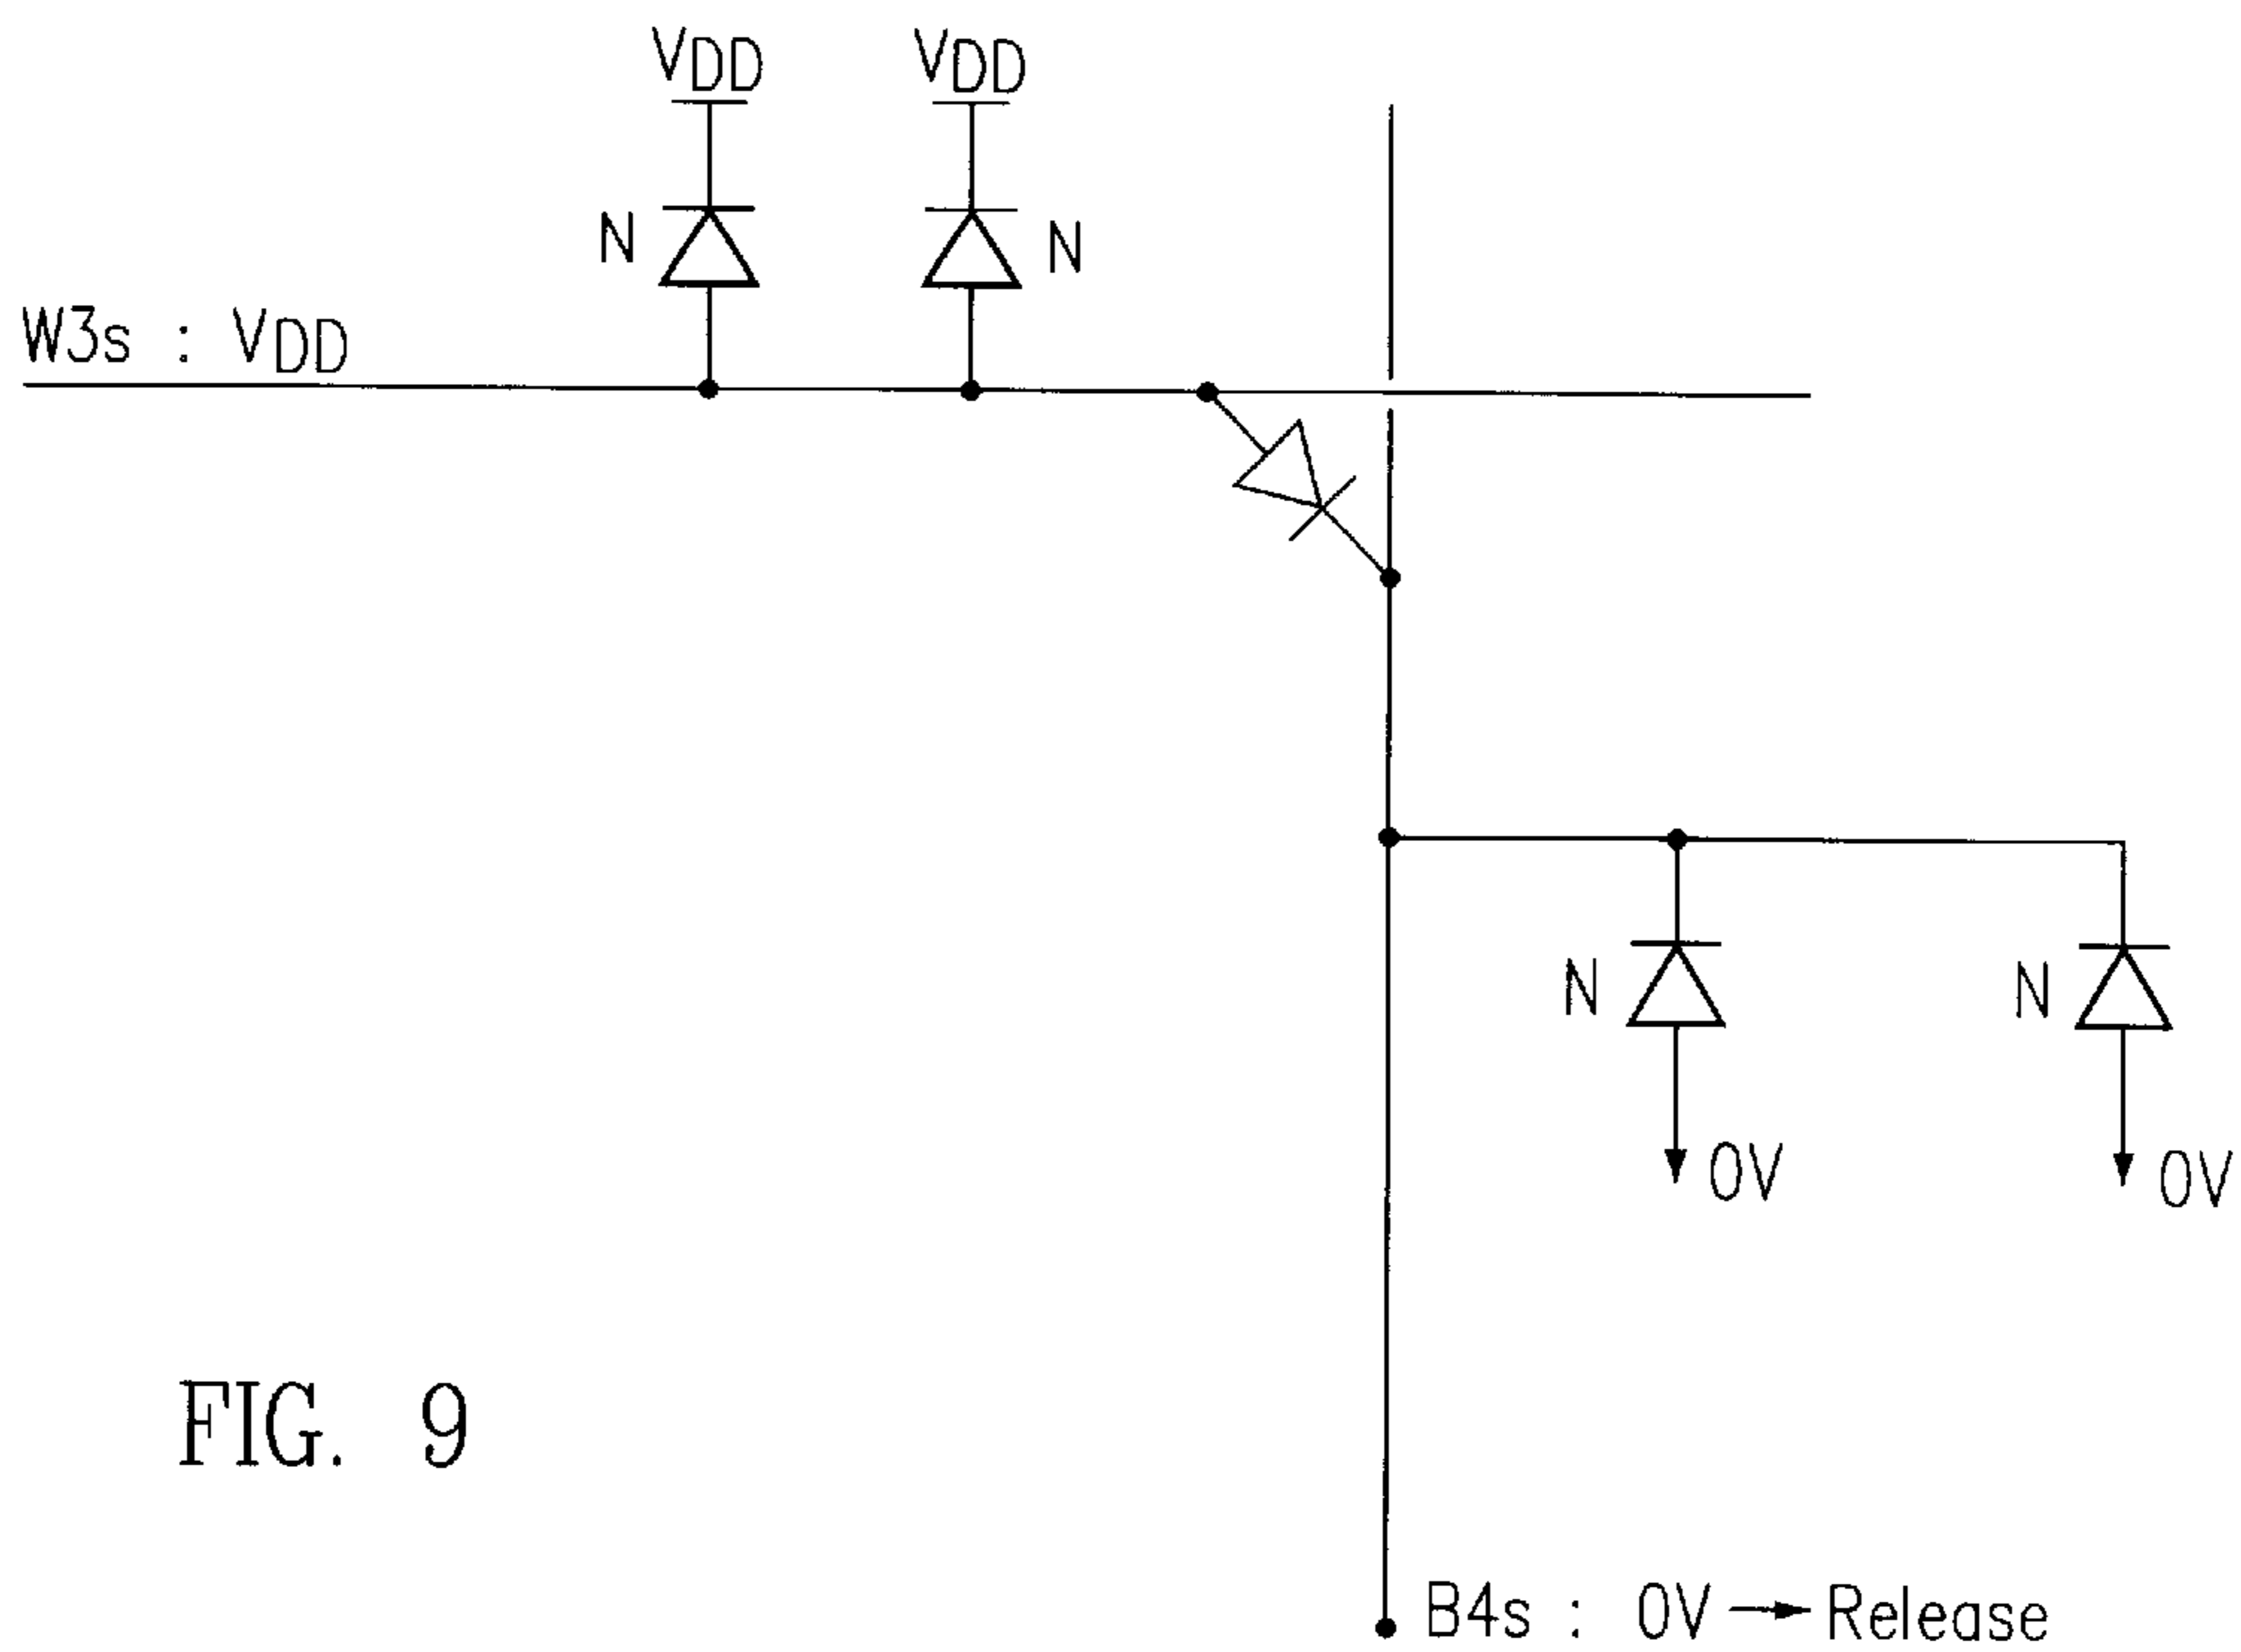 VDD VDD
N N
W3s : VDD
N N
0V 0V
FIG. 9
B4s : 0V → Release